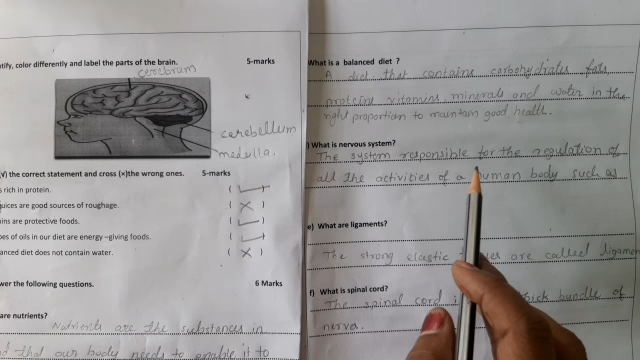 tify, color differently and label the parts of the brain. 5-marks
cerebrum
cerebellum
medulla.
(√) the correct statement and cross (×)the wrong ones. 5-marks
s rich in protein. ( ✓ )
uices are good sources of roughage. ( × )
ins are protective foods. ( ✓ )
pes of oils in our diet are energy –giving foods. ( ✓ )
anced diet does not contain water. ( × )
wer the following questions. 6 Marks
are nutrients?
Nutrients are the substances in
d that our body needs to enable it to
What is a balanced diet ?
A diet that contains carbohydrates fats,
proteins vitamins minerals and water in the
right proportion to maintain good health.
) What is nervous system?
The system responsible for the regulation of
all the activities of a human body such as
e) What are ligaments?
The strong elastic are called ligamen
f) What is spinal cord?
The spinal cord is thick bundle of
nerves.